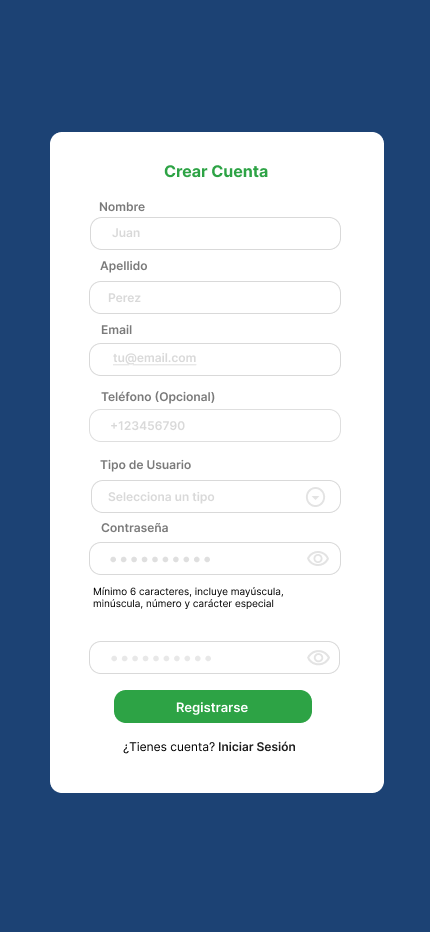 Crear Cuenta
Nombre
Juan
Apellido
Perez
Email
tu@email.com
Teléfono (Opcional)
+123456790
Tipo de Usuario
Selecciona un tipo
Contraseña
Mínimo 6 caracteres, incluye mayúscula,
minúscula, número y carácter especial
Registrarse
¿Tienes cuenta? Iniciar Sesión